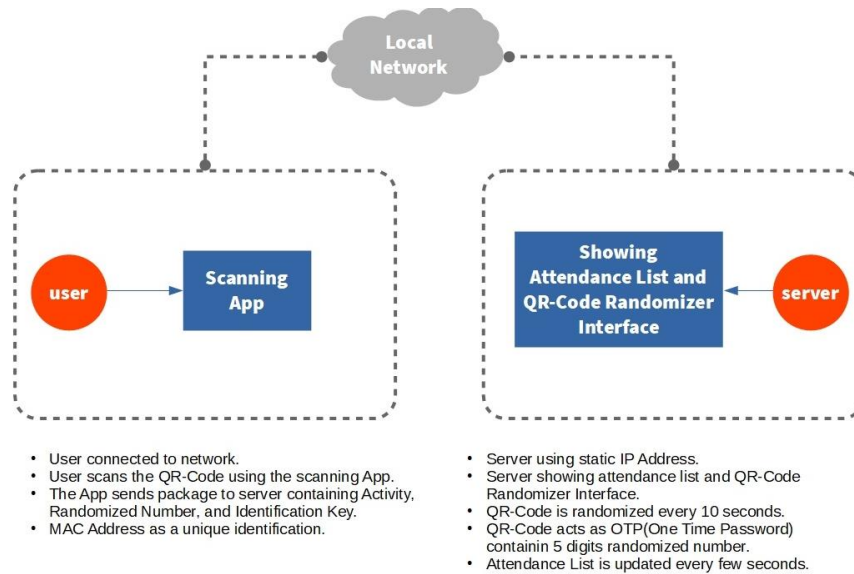 Local
Network
user
Scanning
App
Showing
Attendance List and
QR-Code Randomizer
Interface
server
• User connected to network.
• User scans the QR-Code using the scanning App.
• The App sends package to server containing Activity,
Randomized Number, and Identification Key.
• MAC Address as a unique identification.
• Server using static IP Address.
• Server showing attendance list and QR-Code
Randomizer Interface.
• QR-Code is randomized every 10 seconds.
• QR-Code acts as OTP(One Time Password)
containin 5 digits randomized number.
• Attendance List is updated every few seconds.